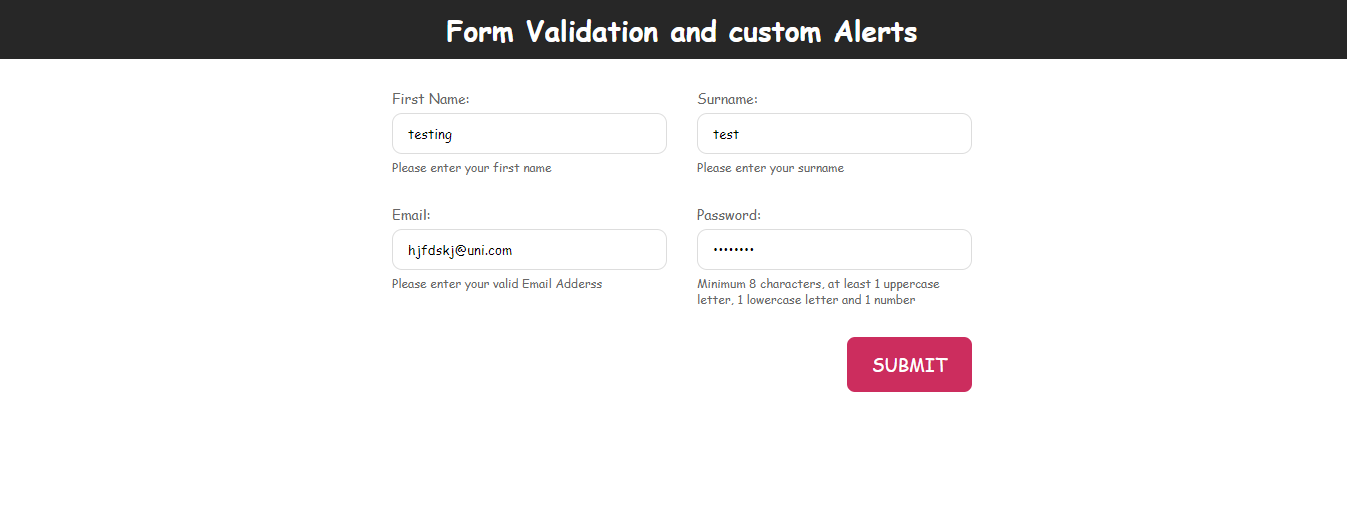 Form Validation and custom Alerts
First Name:
testing
Please enter your first name
Surname:
test
Please enter your surname
Email:
hjfdskj@uni.com
Please enter your valid Email Adderss
Password:
••••••••
Minimum 8 characters, at least 1 uppercase
letter, 1 lowercase letter and 1 number
SUBMIT